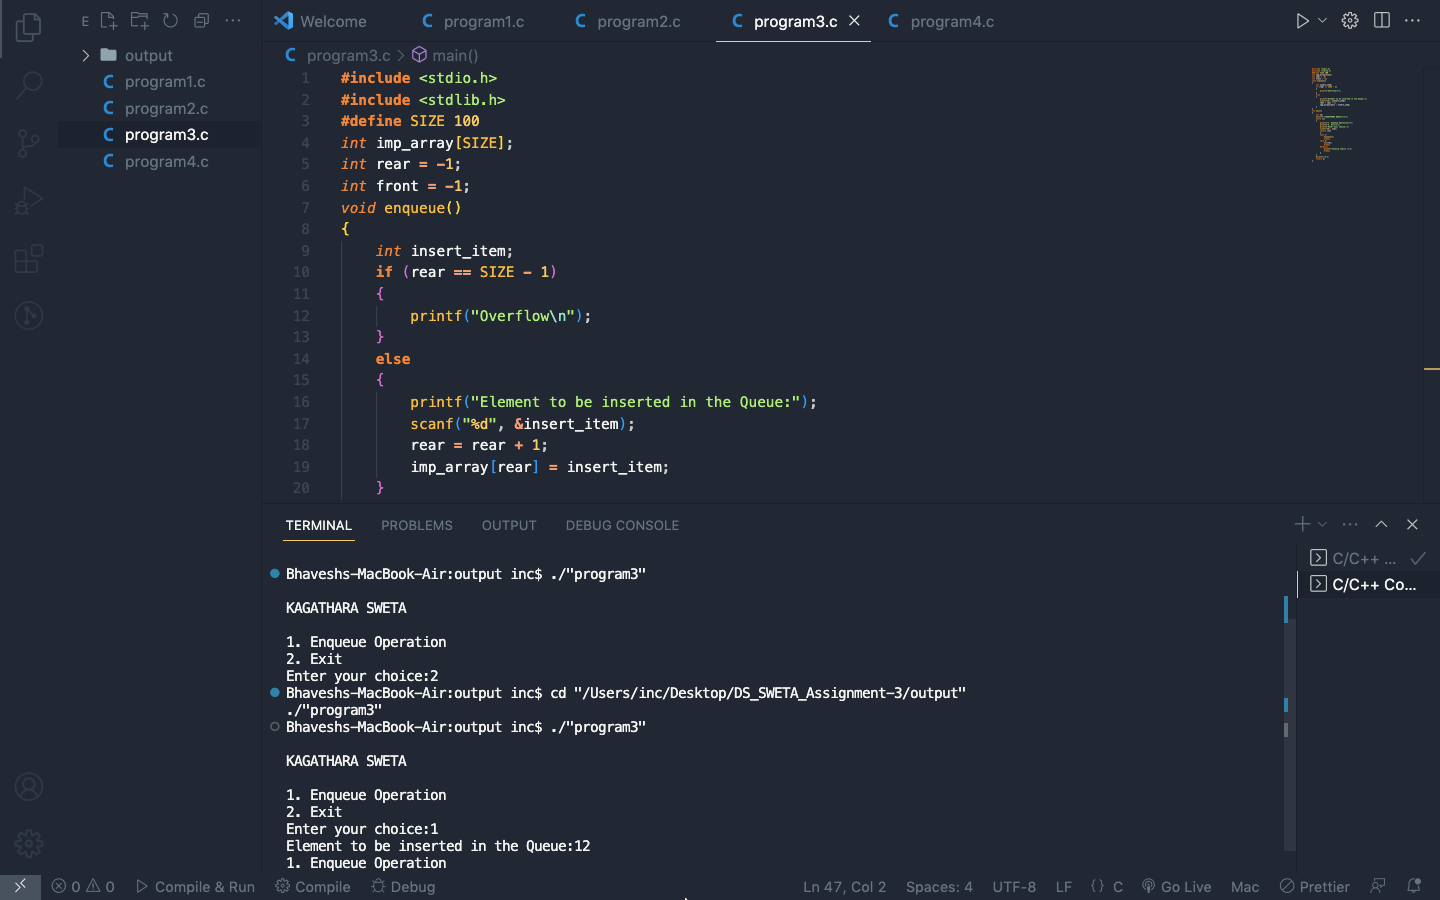 E
Welcome
program1.c
program2.c
program3.c
program4.c
output
program1.c
program2.c
program3.c
program4.c
program3.c > main()
1 #include <stdio.h>
2 #include <stdlib.h>
3 #define SIZE 100
4 int imp_array[SIZE];
5 int rear = -1;
6 int front = -1;
7 void enqueue()
8 {
9 int insert_item;
10 if (rear == SIZE - 1)
11 {
12 printf("Overflow\n");
13 }
14 else
15 {
16 printf("Element to be inserted in the Queue:");
17 scanf("%d", &insert_item);
18 rear = rear + 1;
19 imp_array[rear] = insert_item;
20 }
TERMINAL PROBLEMS OUTPUT DEBUG CONSOLE
Bhaveshs-MacBook-Air:output inc$ ./"program3"
KAGATHARA SWETA
1. Enqueue Operation
2. Exit
Enter your choice:2
Bhaveshs-MacBook-Air:output inc$ cd "/Users/inc/Desktop/DS_SWETA_Assignment-3/output"
./"program3"
Bhaveshs-MacBook-Air:output inc$ ./"program3"
KAGATHARA SWETA
1. Enqueue Operation
2. Exit
Enter your choice:1
Element to be inserted in the Queue:12
1. Enqueue Operation
C/C++ ...
C/C++ Co...
0 0 Compile & Run Compile Debug Ln 47, Col 2 Spaces: 4 UTF-8 LF {} C Go Live Mac Prettier